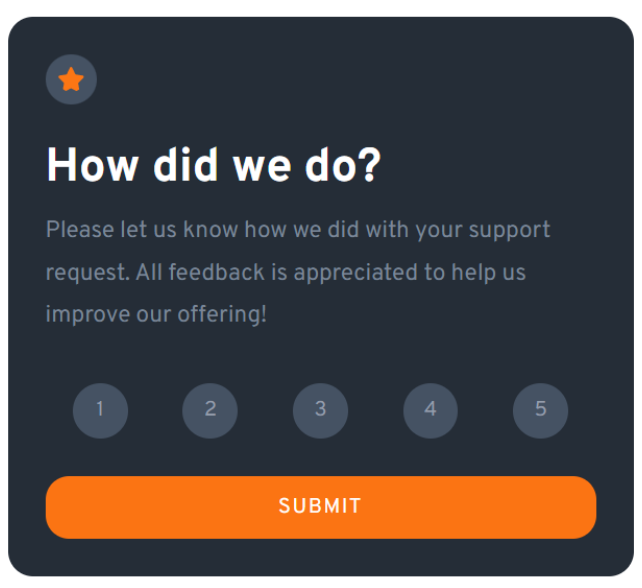 How did we do?
Please let us know how we did with your support
request. All feedback is appreciated to help us
improve our offering!
1 2 3 4 5
SUBMIT